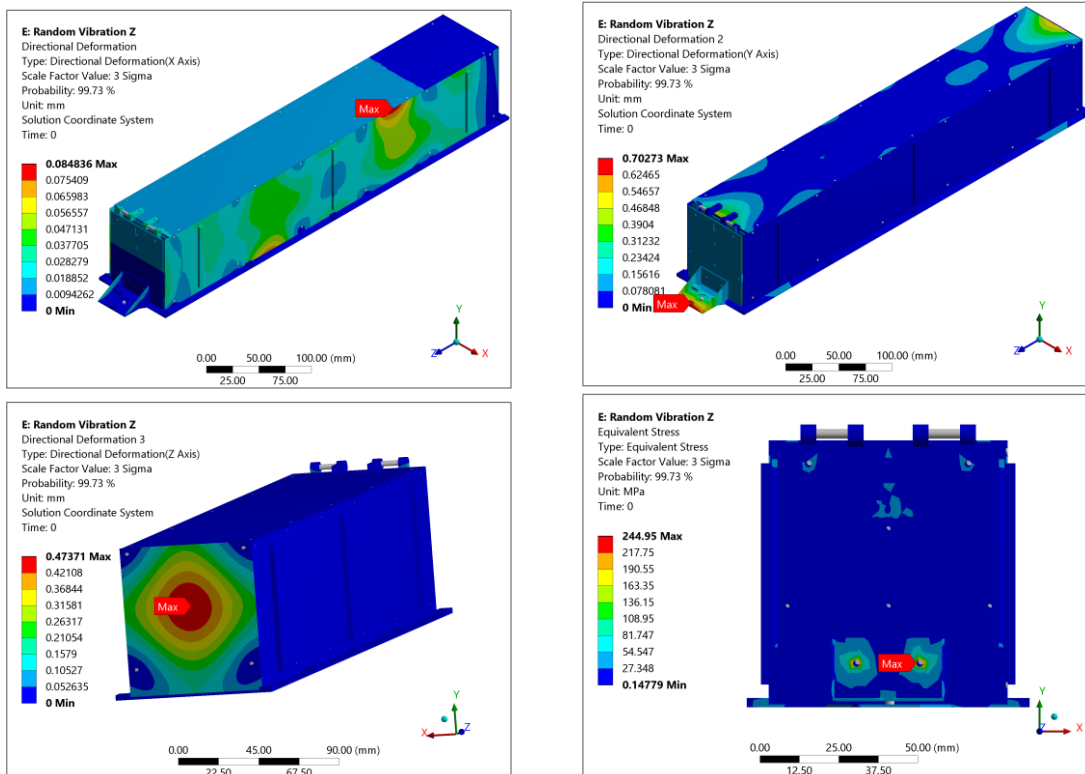 E: Random Vibration Z
Directional Deformation
Type: Directional Deformation(X Axis)
Scale Factor Value: 3 Sigma
Probability: 99.73 %
Unit: mm
Solution Coordinate System
Time: 0
Max
0.084836 Max
0.075409
0.065983
0.056557
0.047131
0.037705
0.028279
0.018852
0.0094262
0 Min
Y
Z
X
0.00 50.00 100.00 (mm)
25.00 75.00
E: Random Vibration Z
Directional Deformation 2
Type: Directional Deformation(Y Axis)
Scale Factor Value: 3 Sigma
Probability: 99.73 %
Unit: mm
Solution Coordinate System
Time: 0
0.70273 Max
0.62465
0.54657
0.46848
0.3904
0.31232
0.23424
0.15616
0.078081
0 Min
Max
Y
Z
X
0.00 50.00 100.00 (mm)
25.00 75.00
E: Random Vibration Z
Directional Deformation 3
Type: Directional Deformation(Z Axis)
Scale Factor Value: 3 Sigma
Probability: 99.73 %
Unit: mm
Solution Coordinate System
Time: 0
0.47371 Max
0.42108
0.36844
0.31581
0.26317
0.21054
0.1579
0.10527
0.052635
0 Min
Max
Y
X
Z
0.00 45.00 90.00 (mm)
22.50 67.50
E: Random Vibration Z
Equivalent Stress
Type: Equivalent Stress
Scale Factor Value: 3 Sigma
Probability: 99.73 %
Unit: MPa
Time: 0
244.95 Max
217.75
190.55
163.35
136.15
108.95
81.747
54.547
27.348
0.14779 Min
Max
Y
Z
X
0.00 25.00 50.00 (mm)
12.50 37.50